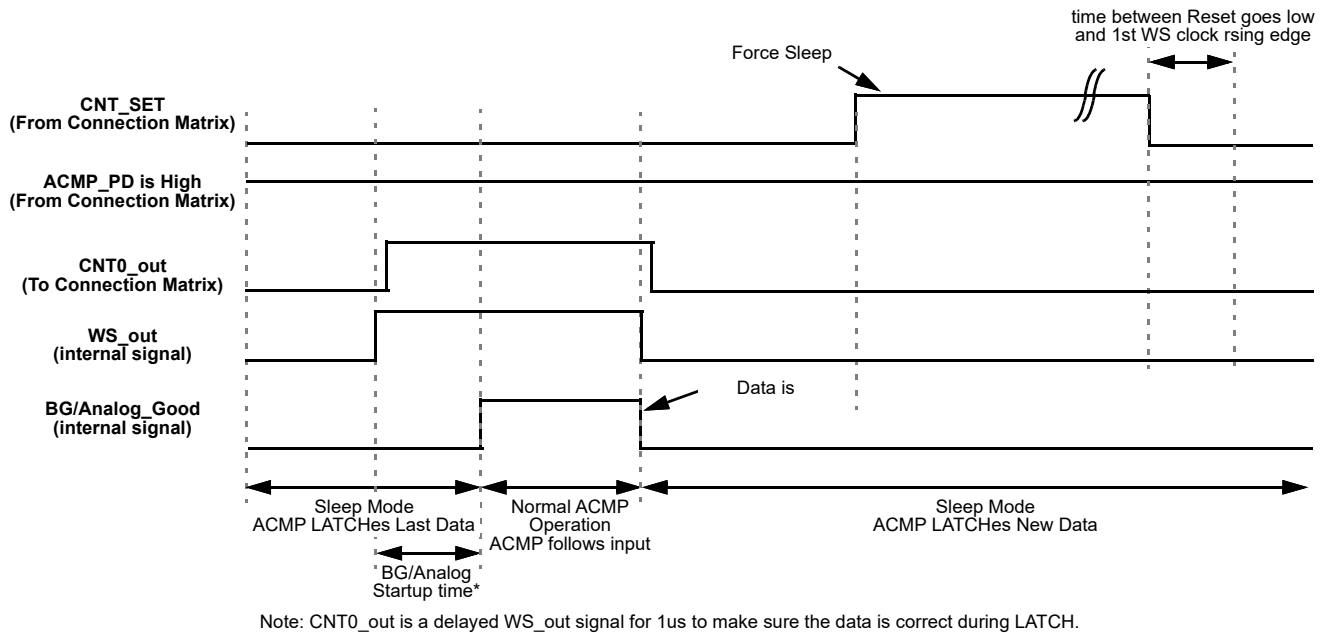 time between Reset goes low
and 1st WS clock rsing edge
Force Sleep
CNT_SET
(From Connection Matrix)
ACMP_PD is High
(From Connection Matrix)
CNT0_out
(To Connection Matrix)
WS_out
(internal signal)
Data is
BG/Analog_Good
(internal signal)
Sleep Mode
ACMP LATCHes Last Data
Normal ACMP
Operation
ACMP follows input
Sleep Mode
ACMP LATCHes New Data
BG/Analog
Startup time*
Note: CNT0_out is a delayed WS_out signal for 1us to make sure the data is correct during LATCH.